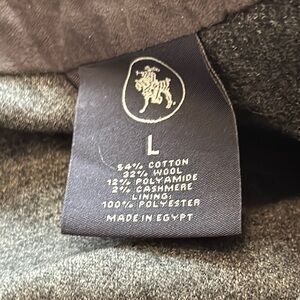 L
54% COTTON
32% WOOL
12% POLYAMIDE
2% CASHMERE
LINING:
100% POLYESTER
MADE IN EGYPT